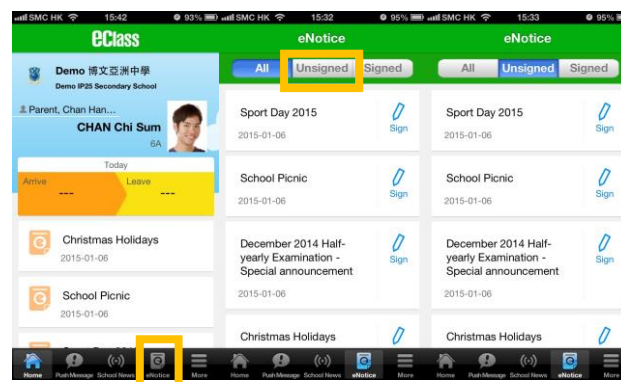 SMC HK 15:42 93%
eClass
Demo 博文亞洲中學
Demo IP25 Secondary School
Parent, Chan Han...
CHAN Chi Sum
6A
Today
Arrive
---
Leave
---
Christmas Holidays
2015-01-06
School Picnic
2015-01-06
Home
Push Message
School News
eNotice
More
SMC HK 15:32 95%
eNotice
All
Unsigned
Signed
Sport Day 2015
2015-01-06
Sign
School Picnic
2015-01-06
Sign
December 2014 Half-
yearly Examination -
Special announcement
2015-01-06
Sign
Christmas Holidays
Home
Push Message
School News
eNotice
More
SMC HK 15:33 95%
eNotice
All
Unsigned
Signed
Sport Day 2015
2015-01-06
Sign
School Picnic
2015-01-06
Sign
December 2014 Half-
yearly Examination -
Special announcement
2015-01-06
Sign
Christmas Holidays
Home
Push Message
School News
eNotice
More